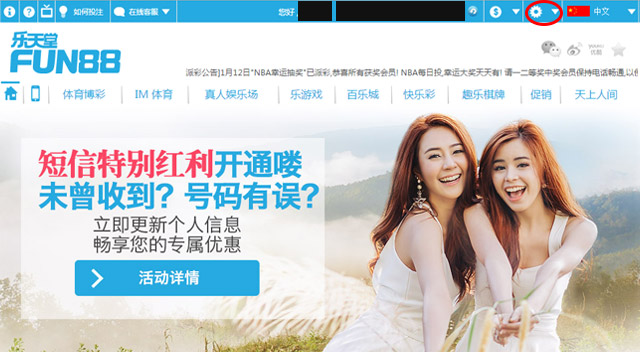 如何投注 在线客服 您好, $ 中文
乐天堂
FUN88
派彩公告]1月12日"NBA幸运抽奖"已派彩,恭喜所有获奖会员! NBA每日投,幸运大奖天天有! 请一二等奖中奖会员保持电话畅通,以
体育博彩 IM 体育 真人娱乐场 乐游戏 百乐城 快乐彩 趣乐棋牌 促销 天上人间
短信特别红利开通喽
未曾收到？号码有误？
立即更新个人信息
畅享您的专属优惠
活动详情